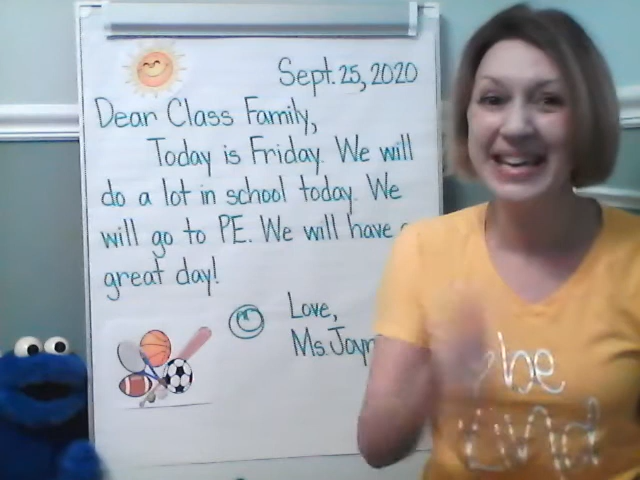 Sept. 25, 2020
Dear Class Family,
Today is Friday. We will
do a lot in school today. We
will go to PE. We will have
great day!
Love,
Ms.
be